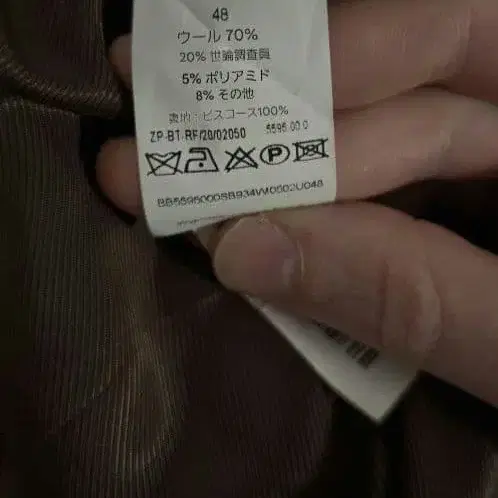 48
ウール 70%
20% 世論調査員
5% ポリアミド
8% その他
裏地:ビスコース100%
ZP-BT-RF/20/02050 5595 00 0
BB5595000SB934W0602U048